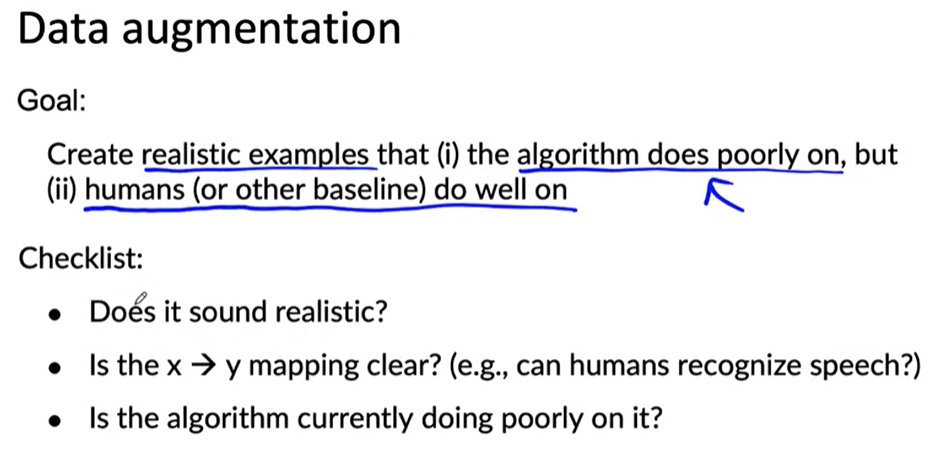 Data augmentation
Goal:
Create realistic examples that (i) the algorithm does poorly on, but
(ii) humans (or other baseline) do well on
Checklist:
• Does it sound realistic?
• Is the x → y mapping clear? (e.g., can humans recognize speech?)
• Is the algorithm currently doing poorly on it?